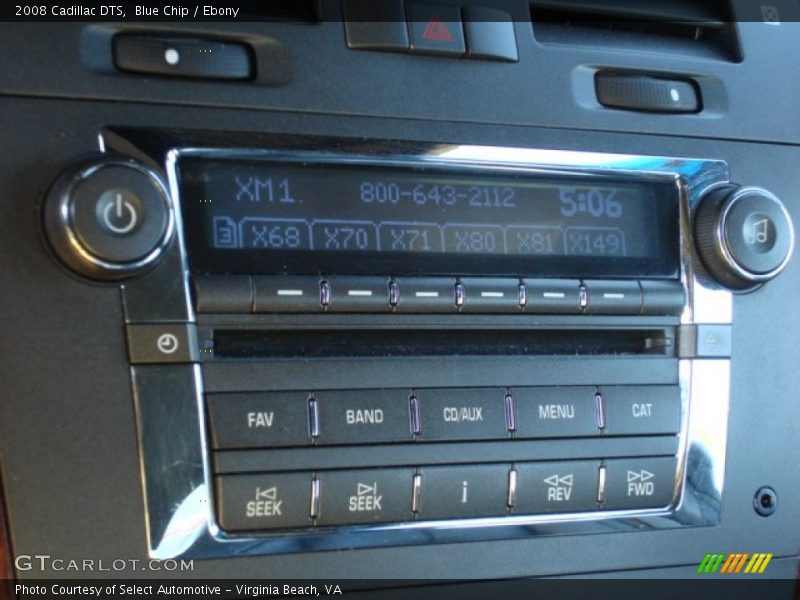 2008 Cadillac DTS, Blue Chip / Ebony
XM1 800-643-2112 5:06
3 X68 X70 X71 X80 X81 X149
FAV BAND CD/AUX MENU CAT
SEEK SEEK i REV FWD
GTCARLOT.COM
Photo Courtesy of Select Automotive - Virginia Beach, VA